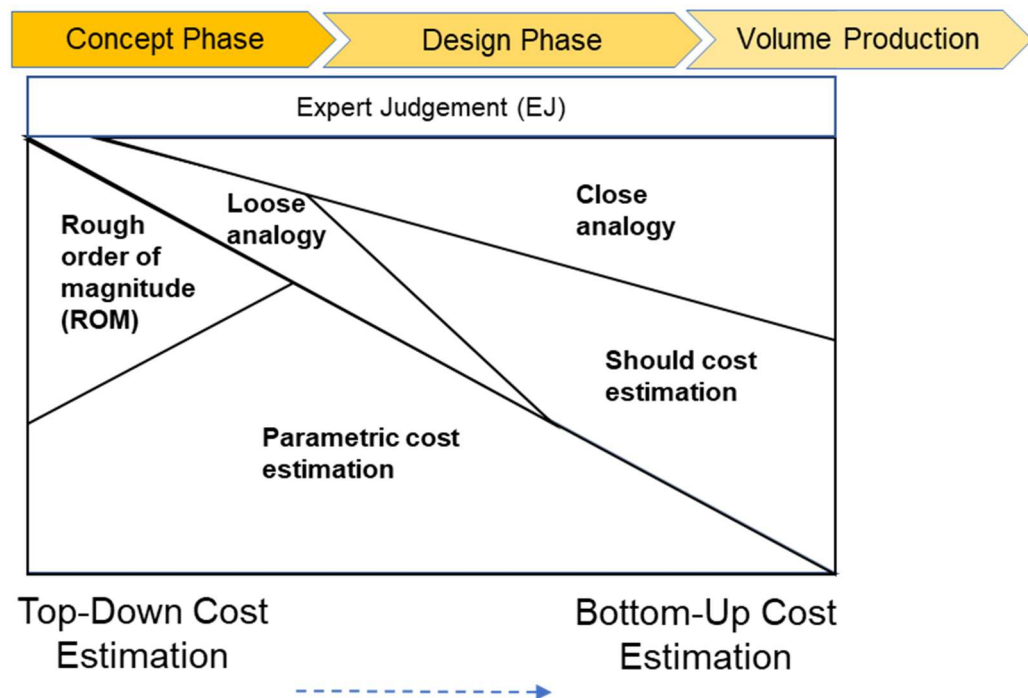 Concept Phase
Design Phase
Volume Production
Expert Judgement (EJ)
Rough
order of
magnitude
(ROM)
Loose
analogy
Close
analogy
Should cost
estimation
Parametric cost
estimation
Top-Down Cost
Estimation
Bottom-Up Cost
Estimation